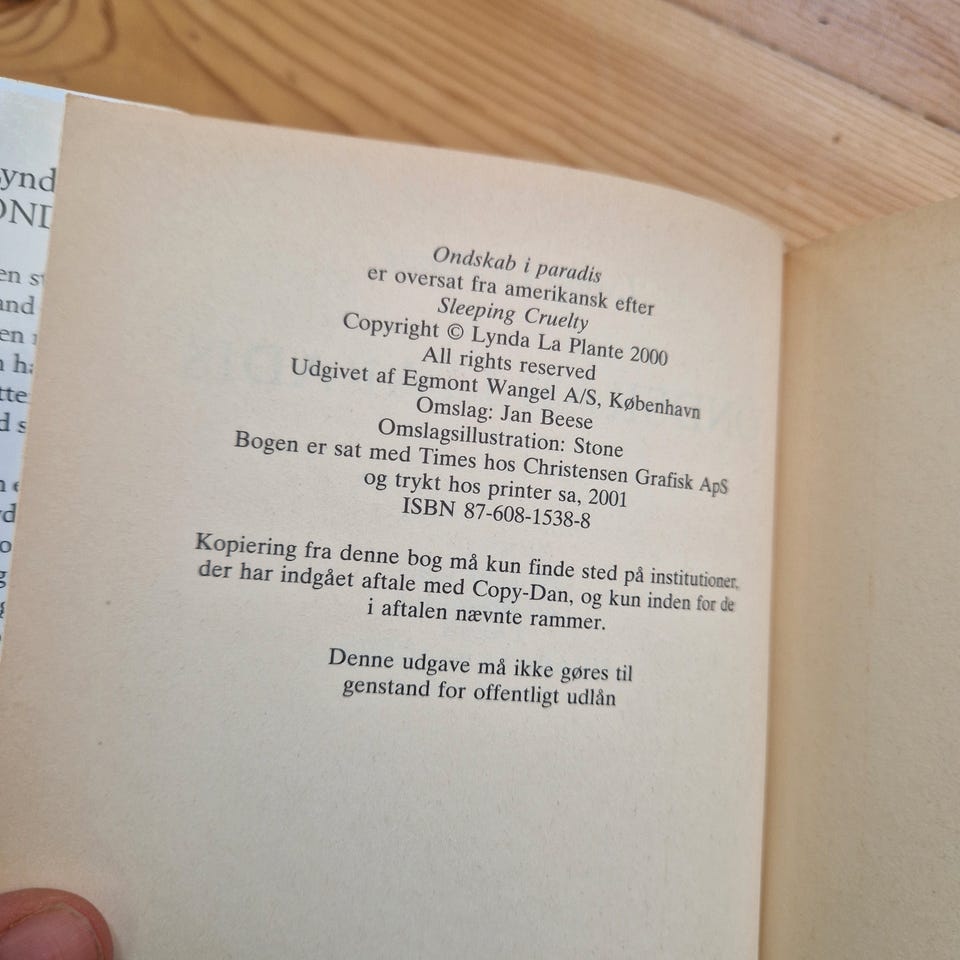 Ondskab i paradis
er oversat fra amerikansk efter
Sleeping Cruelty
Copyright © Lynda La Plante 2000
All rights reserved
Udgivet af Egmont Wangel A/S, København
Omslag: Jan Beese
Omslagsillustration: Stone
Bogen er sat med Times hos Christensen Grafisk ApS
og trykt hos printer sa, 2001
ISBN 87-608-1538-8
Kopiering fra denne bog må kun finde sted på institutioner,
der har indgået aftale med Copy-Dan, og kun inden for de
i aftalen nævnte rammer.
Denne udgave må ikke gøres til
genstand for offentligt udlån